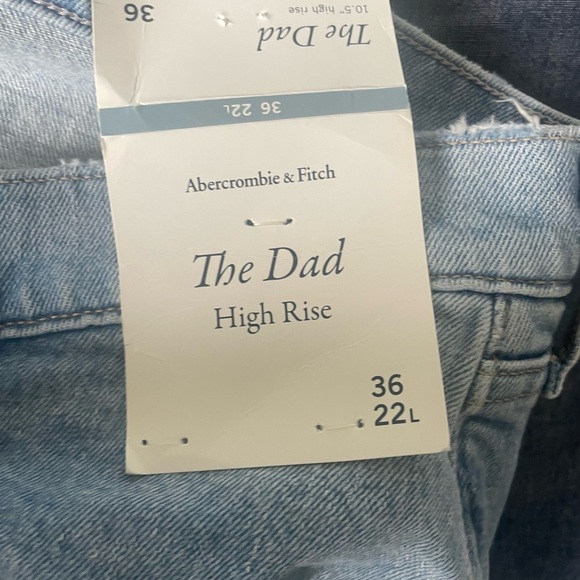 36
10.5" high rise
The Dad
36 22L
Abercrombie & Fitch
The Dad
High Rise
36
22L